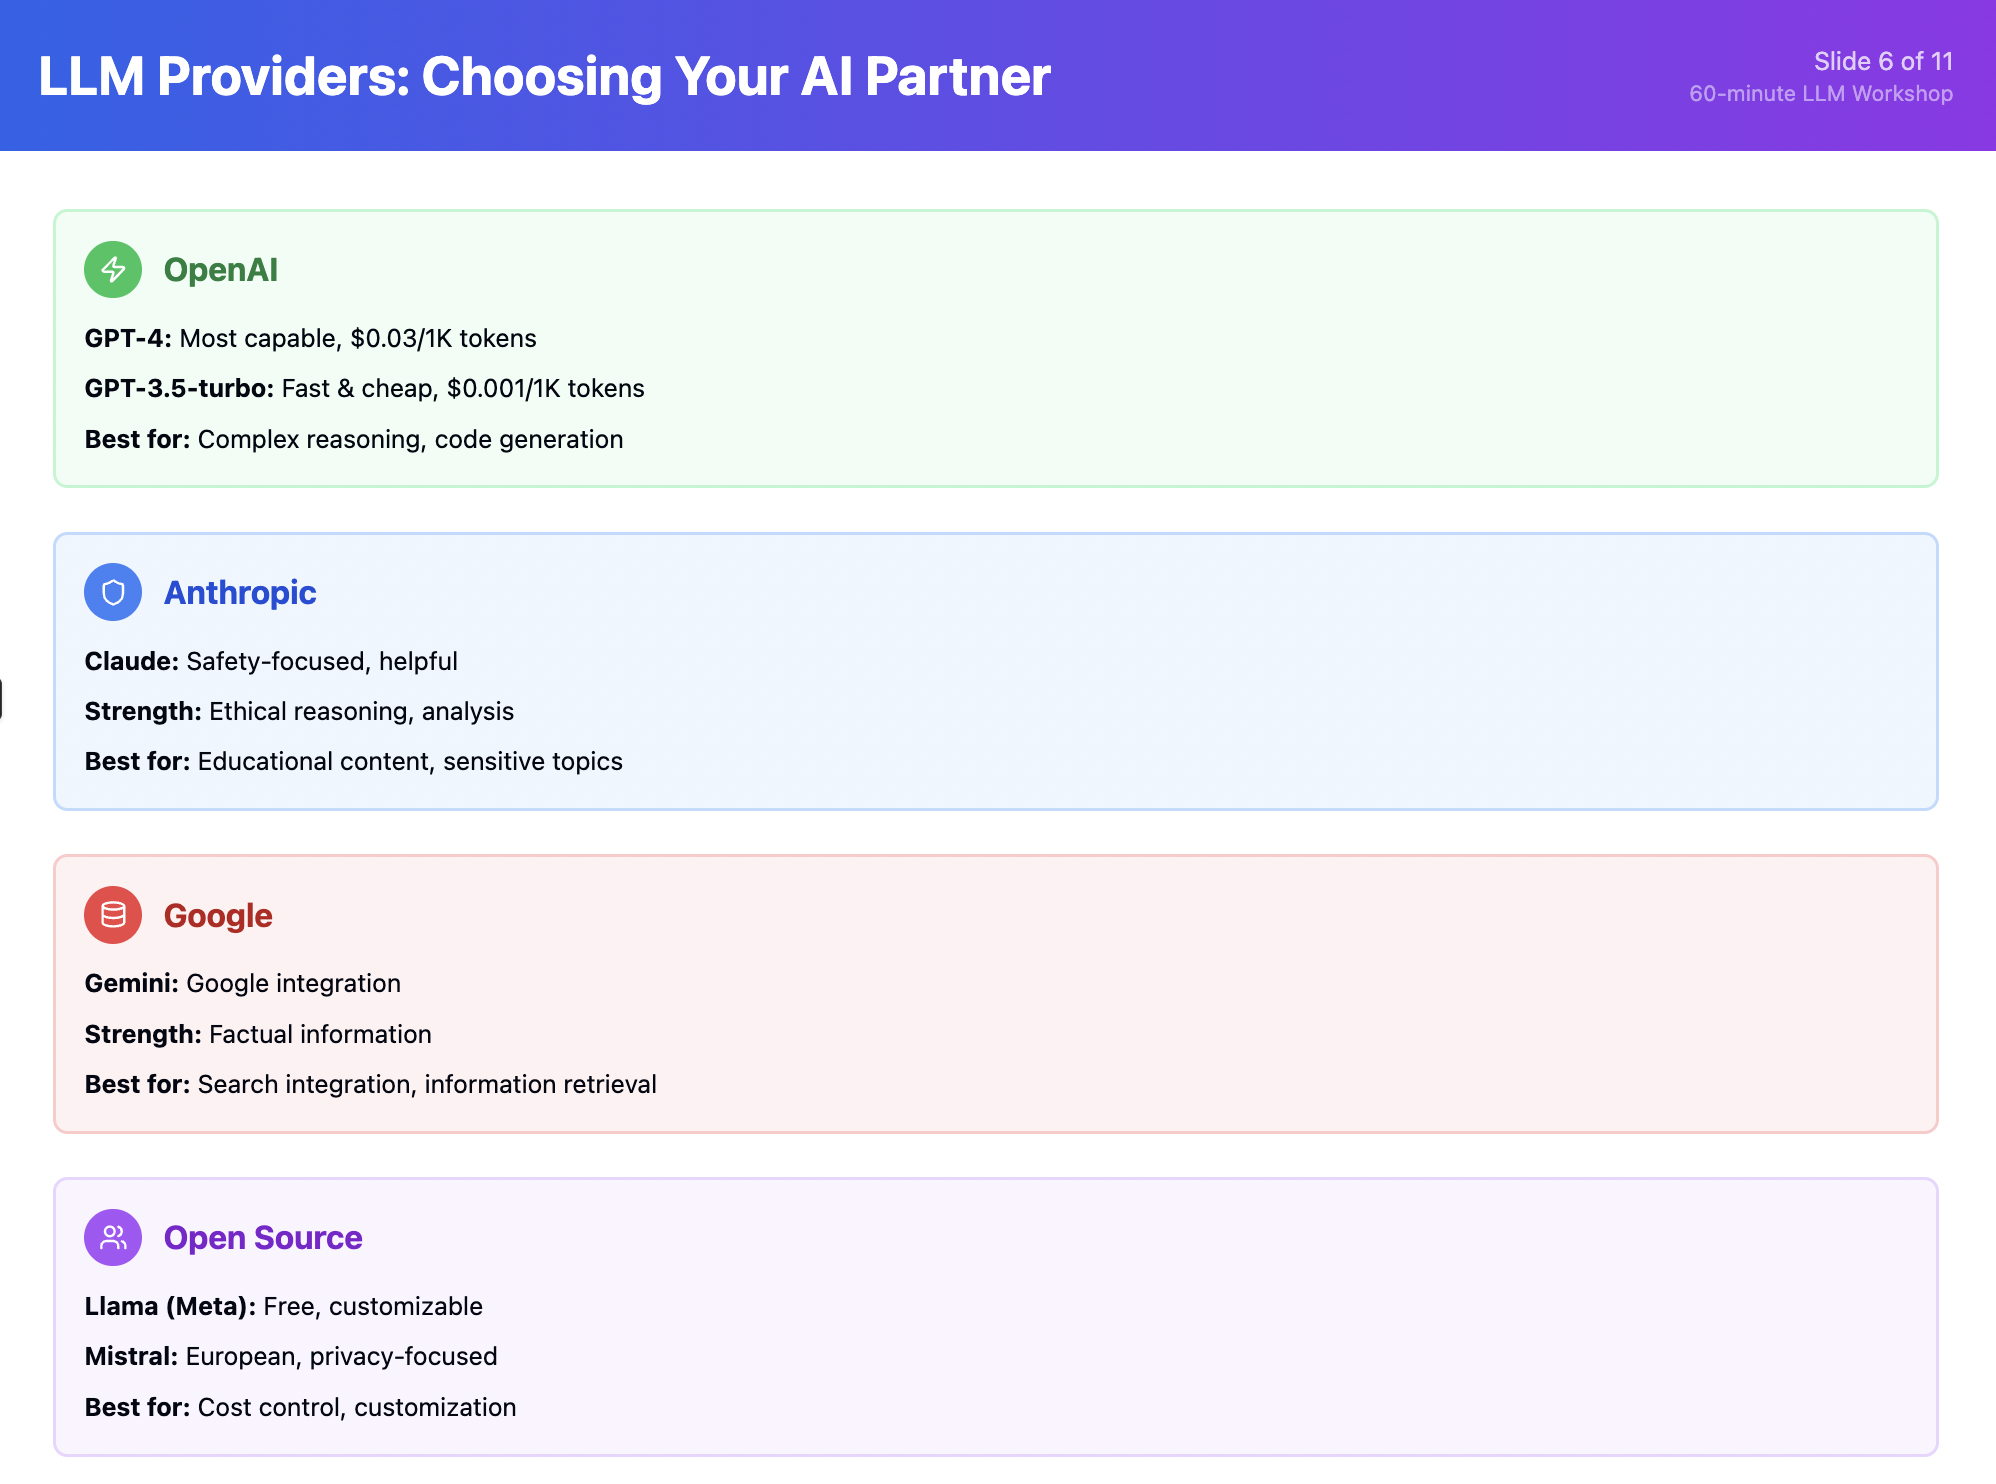 LLM Providers: Choosing Your AI Partner
Slide 6 of 11
60-minute LLM Workshop
OpenAI
GPT-4: Most capable, $0.03/1K tokens
GPT-3.5-turbo: Fast & cheap, $0.001/1K tokens
Best for: Complex reasoning, code generation
Anthropic
Claude: Safety-focused, helpful
Strength: Ethical reasoning, analysis
Best for: Educational content, sensitive topics
Google
Gemini: Google integration
Strength: Factual information
Best for: Search integration, information retrieval
Open Source
Llama (Meta): Free, customizable
Mistral: European, privacy-focused
Best for: Cost control, customization